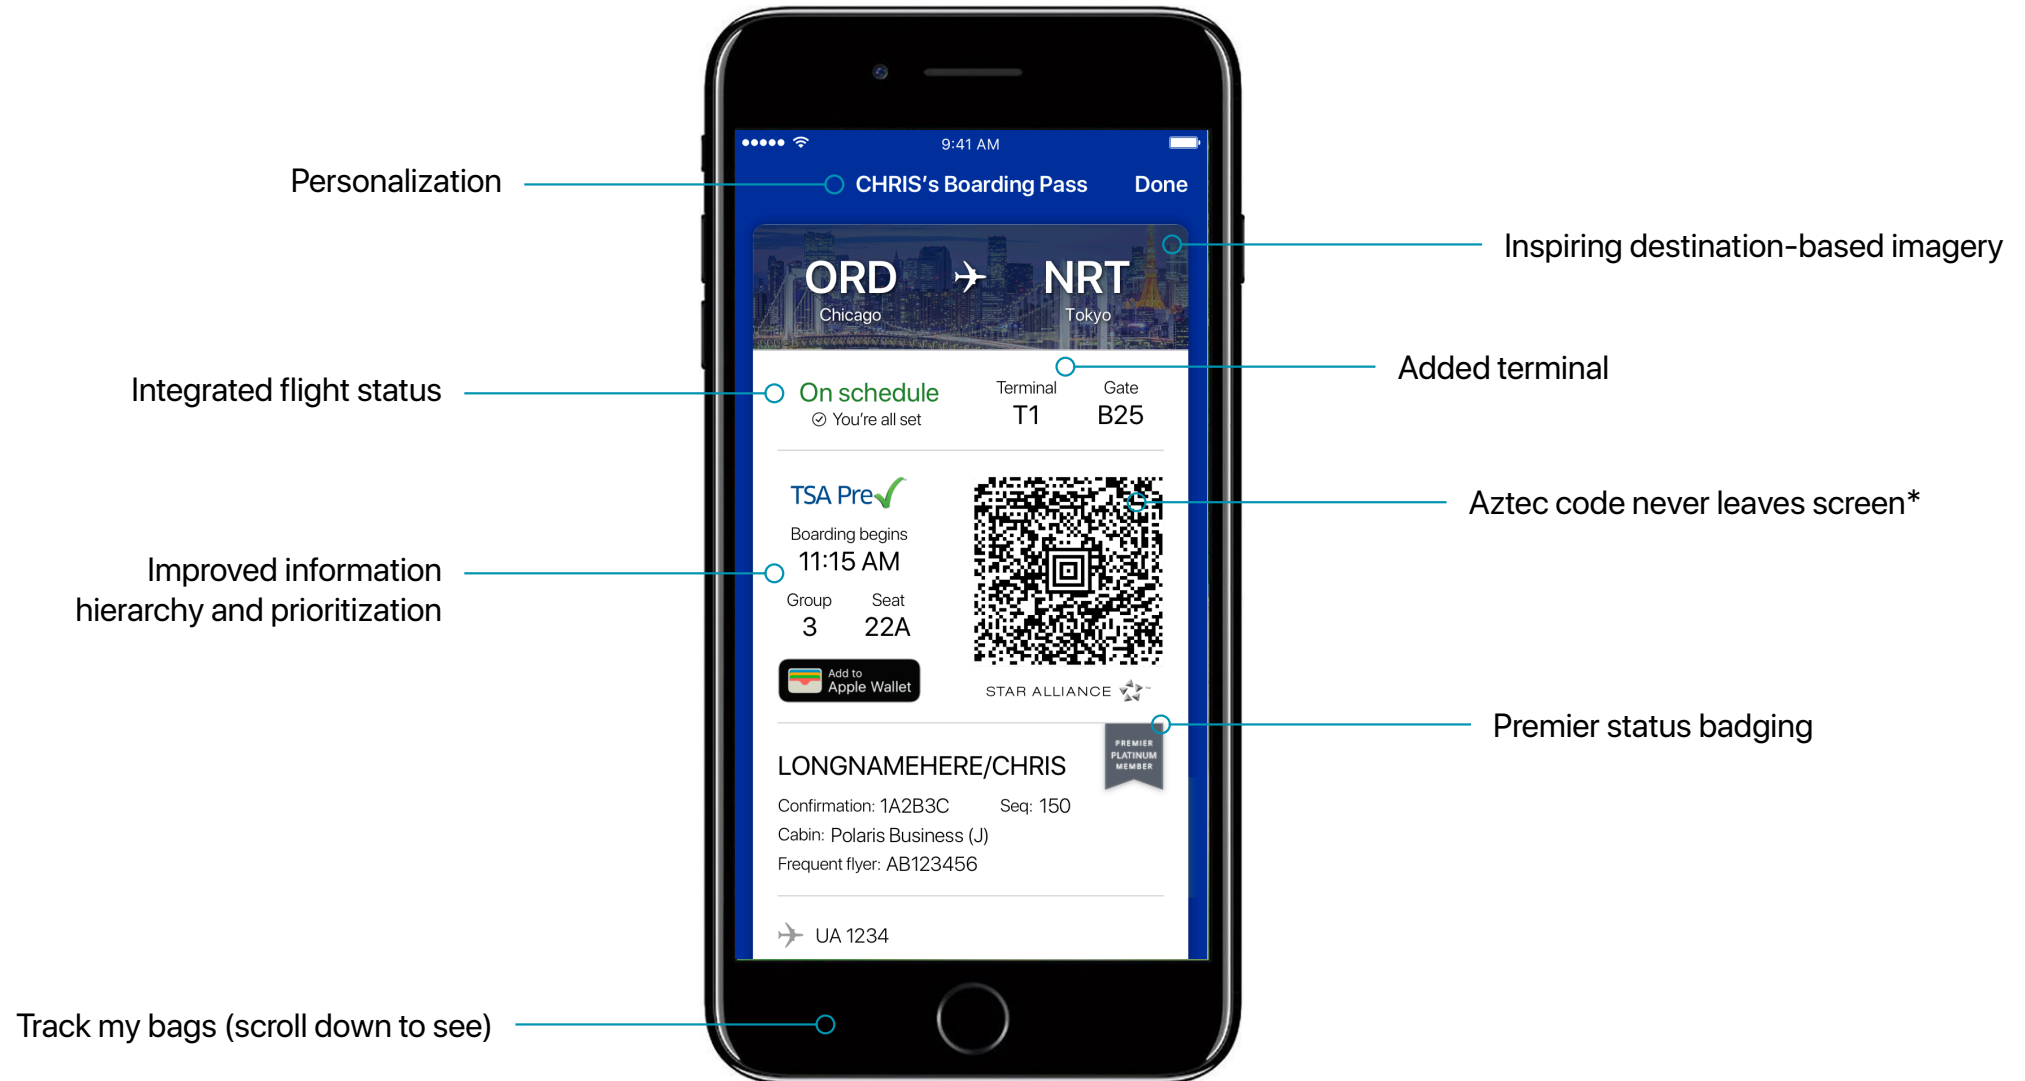 9:41 AM
Personalization
CHRIS's Boarding Pass
Done
Inspiring destination-based imagery
ORD
NRT
Chicago
Tokyo
Added terminal
Integrated flight status
On schedule
You're all set
Terminal
T1
Gate
B25
TSA Pre
Aztec code never leaves screen*
Boarding begins
11:15 AM
Improved information
hierarchy and prioritization
Group
3
Seat
22A
Add to
Apple Wallet
STAR ALLIANCE
Premier status badging
PREMIER
PLATINUM
MEMBER
LONGNAMEHERE/CHRIS
Confirmation: 1A2B3C Seq: 150
Cabin: Polaris Business (J)
Frequent flyer: AB123456
UA 1234
Track my bags (scroll down to see)